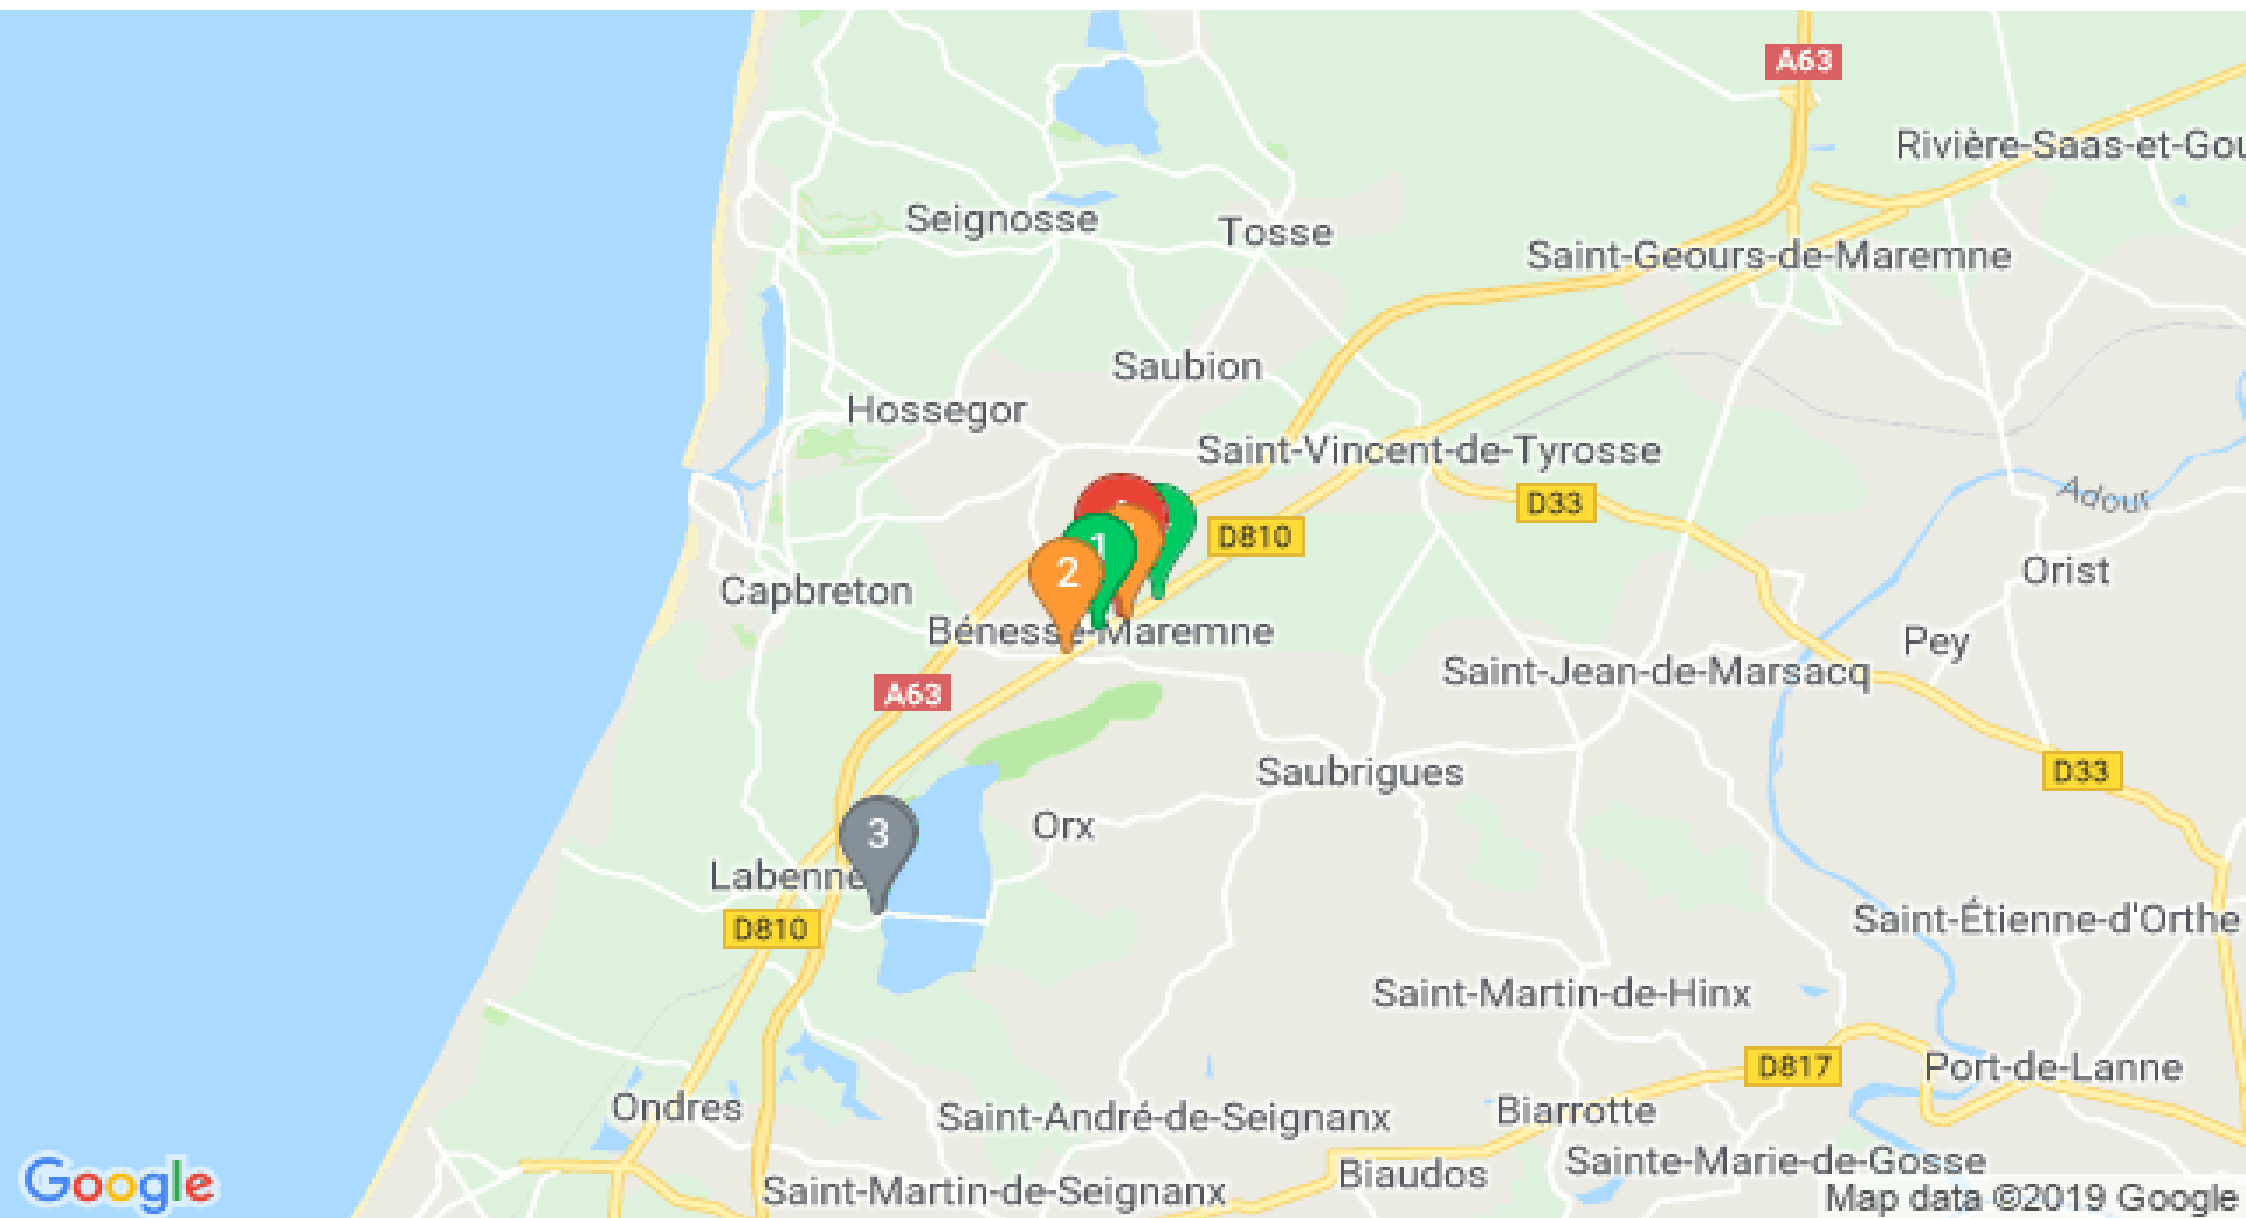 A63
Rivière-Saas-et-Gou
Seignosse
Tosse
Saint-Geours-de-Maremne
Saubion
Hossegor
Saint-Vincent-de-Tyrosse
D33
Adour
D810
1
2
Orist
Capbreton
Bénesse-Maremne
Pey
Saint-Jean-de-Marsacq
A63
Saubrigues
D33
3
Orx
Labenne
D810
Saint-Étienne-d'Orthe
Saint-Martin-de-Hinx
D817
Port-de-Lanne
Ondres
Saint-André-de-Seignanx
Biarrotte
Sainte-Marie-de-Gosse
Biaudos
Google
Saint-Martin-de-Seignanx
Map data ©2019 Google